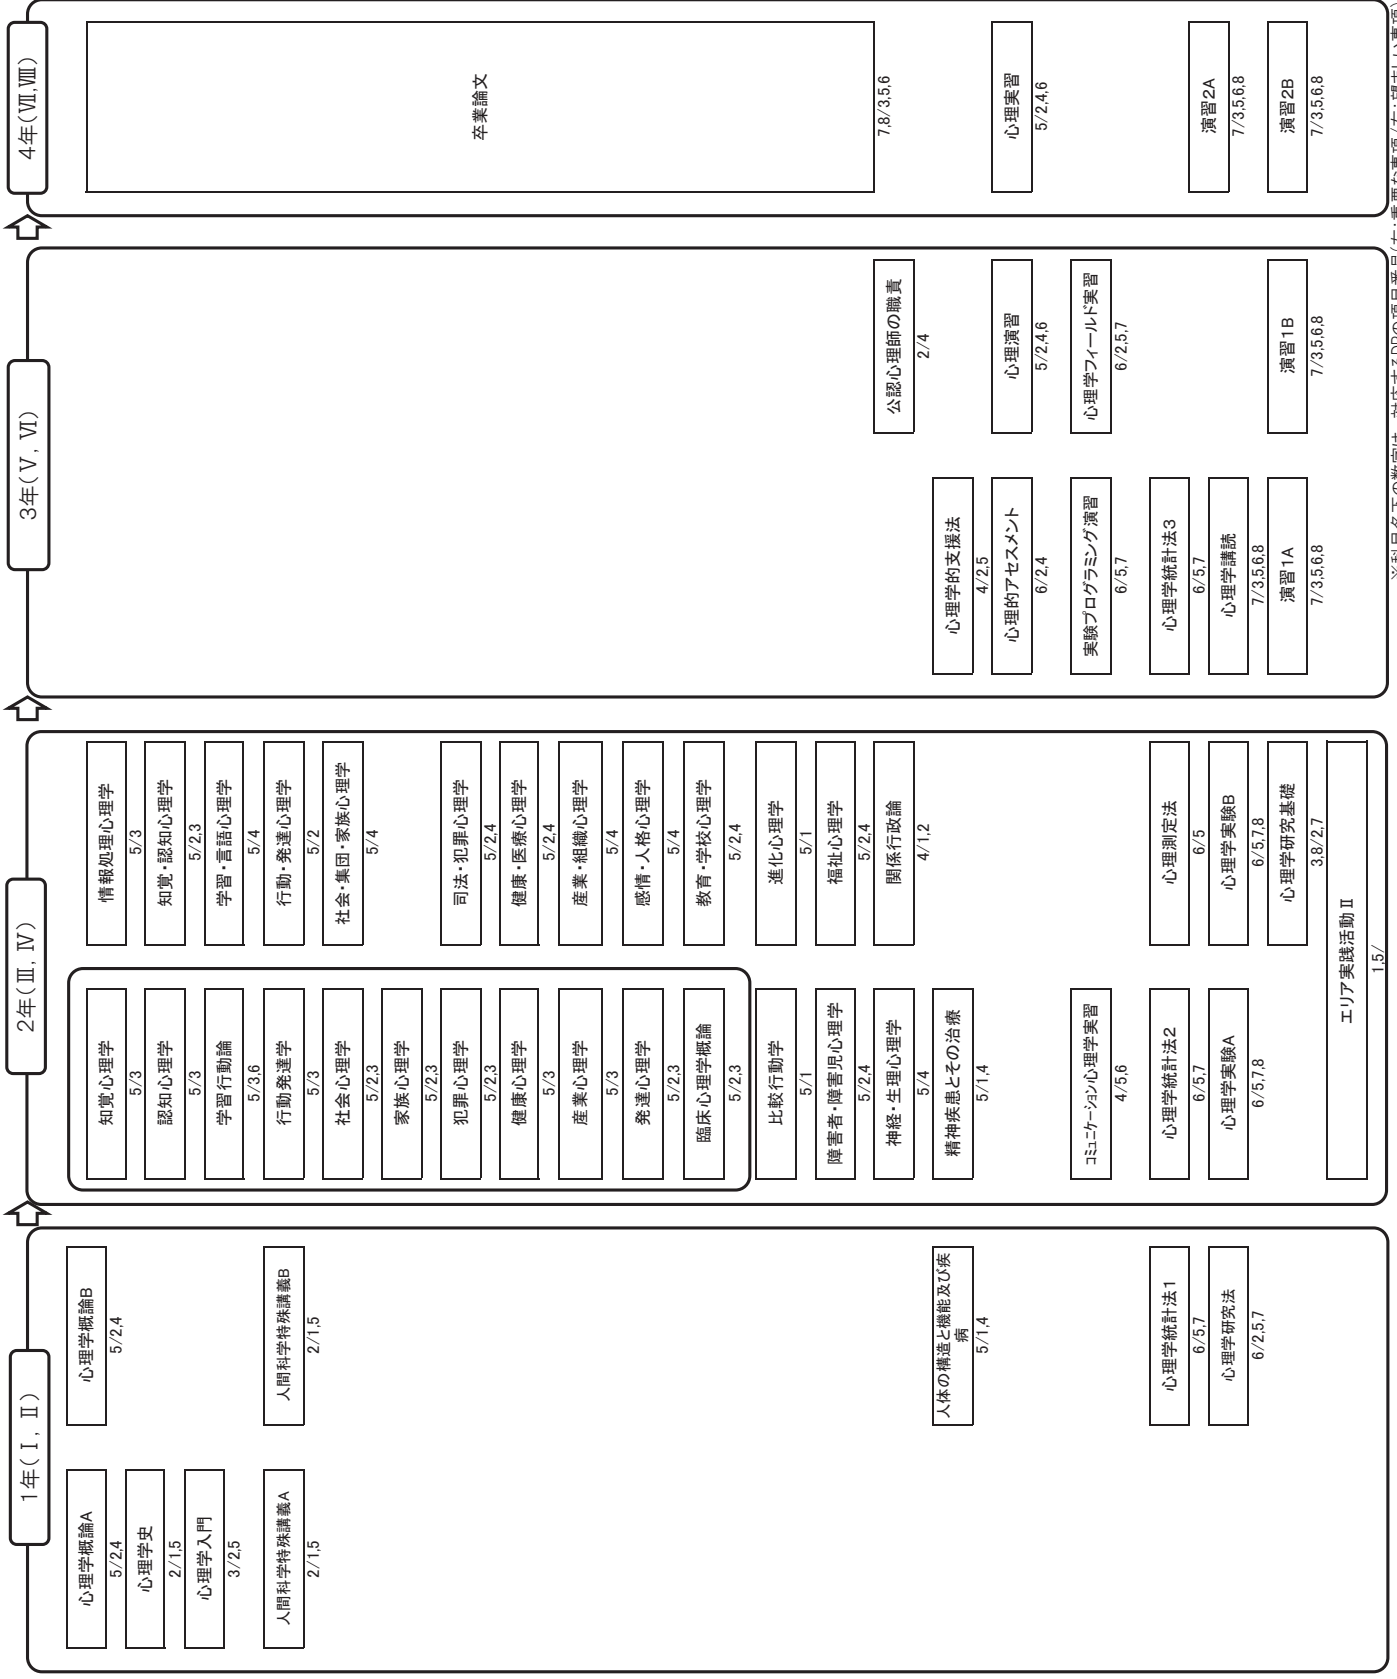 1年(Ⅰ, Ⅱ)
心理学概論A
5/2,4
心理学史
2/1,5
心理学入門
3/2,5
人間科学特殊講義A
2/1,5
心理学概論B
5/2,4
人間科学特殊講義B
2/1,5
人体の構造と機能及び疾
病
5/1,4
心理学統計法1
6/5,7
心理学研究法
6/2,5,7
2年(Ⅲ, Ⅳ)
知覚心理学
5/3
認知心理学
5/3
学習行動論
5/3,6
行動発達学
5/3
社会心理学
5/2,3
家族心理学
5/2,3
犯罪心理学
5/2,3
健康心理学
5/3
産業心理学
5/3
発達心理学
5/2,3
臨床心理学概論
5/2,3
比較行動学
5/1
障害者・障害児心理学
5/2,4
神経・生理心理学
5/4
精神疾患とその治療
5/1,4
コミュニケーション心理学実習
4/5,6
心理学統計法2
6/5,7
心理学実験A
6/5,7,8
情報処理心理学
5/3
知覚・認知心理学
5/2,3
学習・言語心理学
5/4
行動・発達心理学
5/2
社会・集団・家族心理学
5/4
司法・犯罪心理学
5/2,4
健康・医療心理学
5/2,4
産業・組織心理学
5/4
感情・人格心理学
5/4
教育・学校心理学
5/2,4
進化心理学
5/1
福祉心理学
5/2,4
関係行政論
4/1,2
心理測定法
6/5
心理学実験B
6/5,7,8
心理学研究基礎
3,8/2,7
エリア実践活動Ⅱ
1,5/
3年(Ⅴ, Ⅵ)
心理学的支援法
4/2,5
心理的アセスメント
6/2,4
実験プログラミング演習
6/5,7
心理学統計法3
6/5,7
心理学講読
7/3,5,6,8
演習1A
7/3,5,6,8
公認心理師の職責
2/4
心理演習
5/2,4,6
心理学フィールド実習
6/2,5,7
演習1B
7/3,5,6,8
4年(Ⅶ,Ⅷ)
卒業論文
7,8/3,5,6
心理実習
5/2,4,6
演習2A
7/3,5,6,8
演習2B
7/3,5,6,8